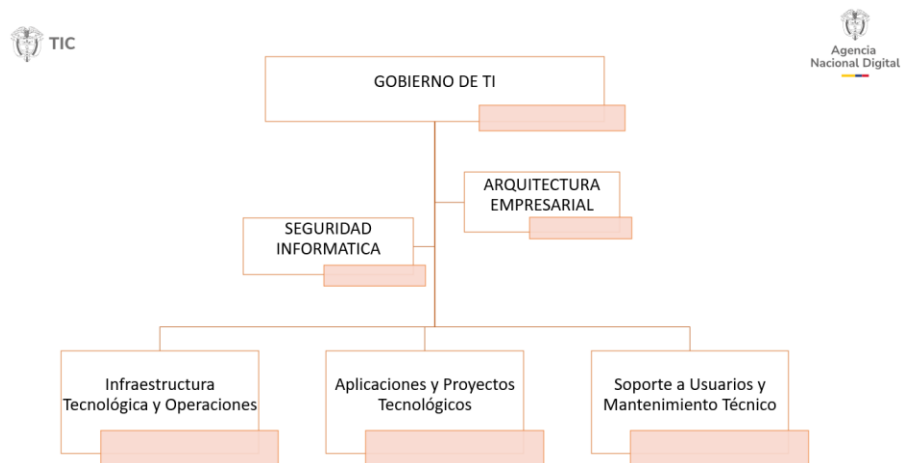 TIC
Agencia
Nacional Digital
GOBIERNO DE TI
ARQUITECTURA
EMPRESARIAL
SEGURIDAD
INFORMATICA
Infraestructura
Tecnológica y Operaciones
Aplicaciones y Proyectos
Tecnológicos
Soporte a Usuarios y
Mantenimiento Técnico